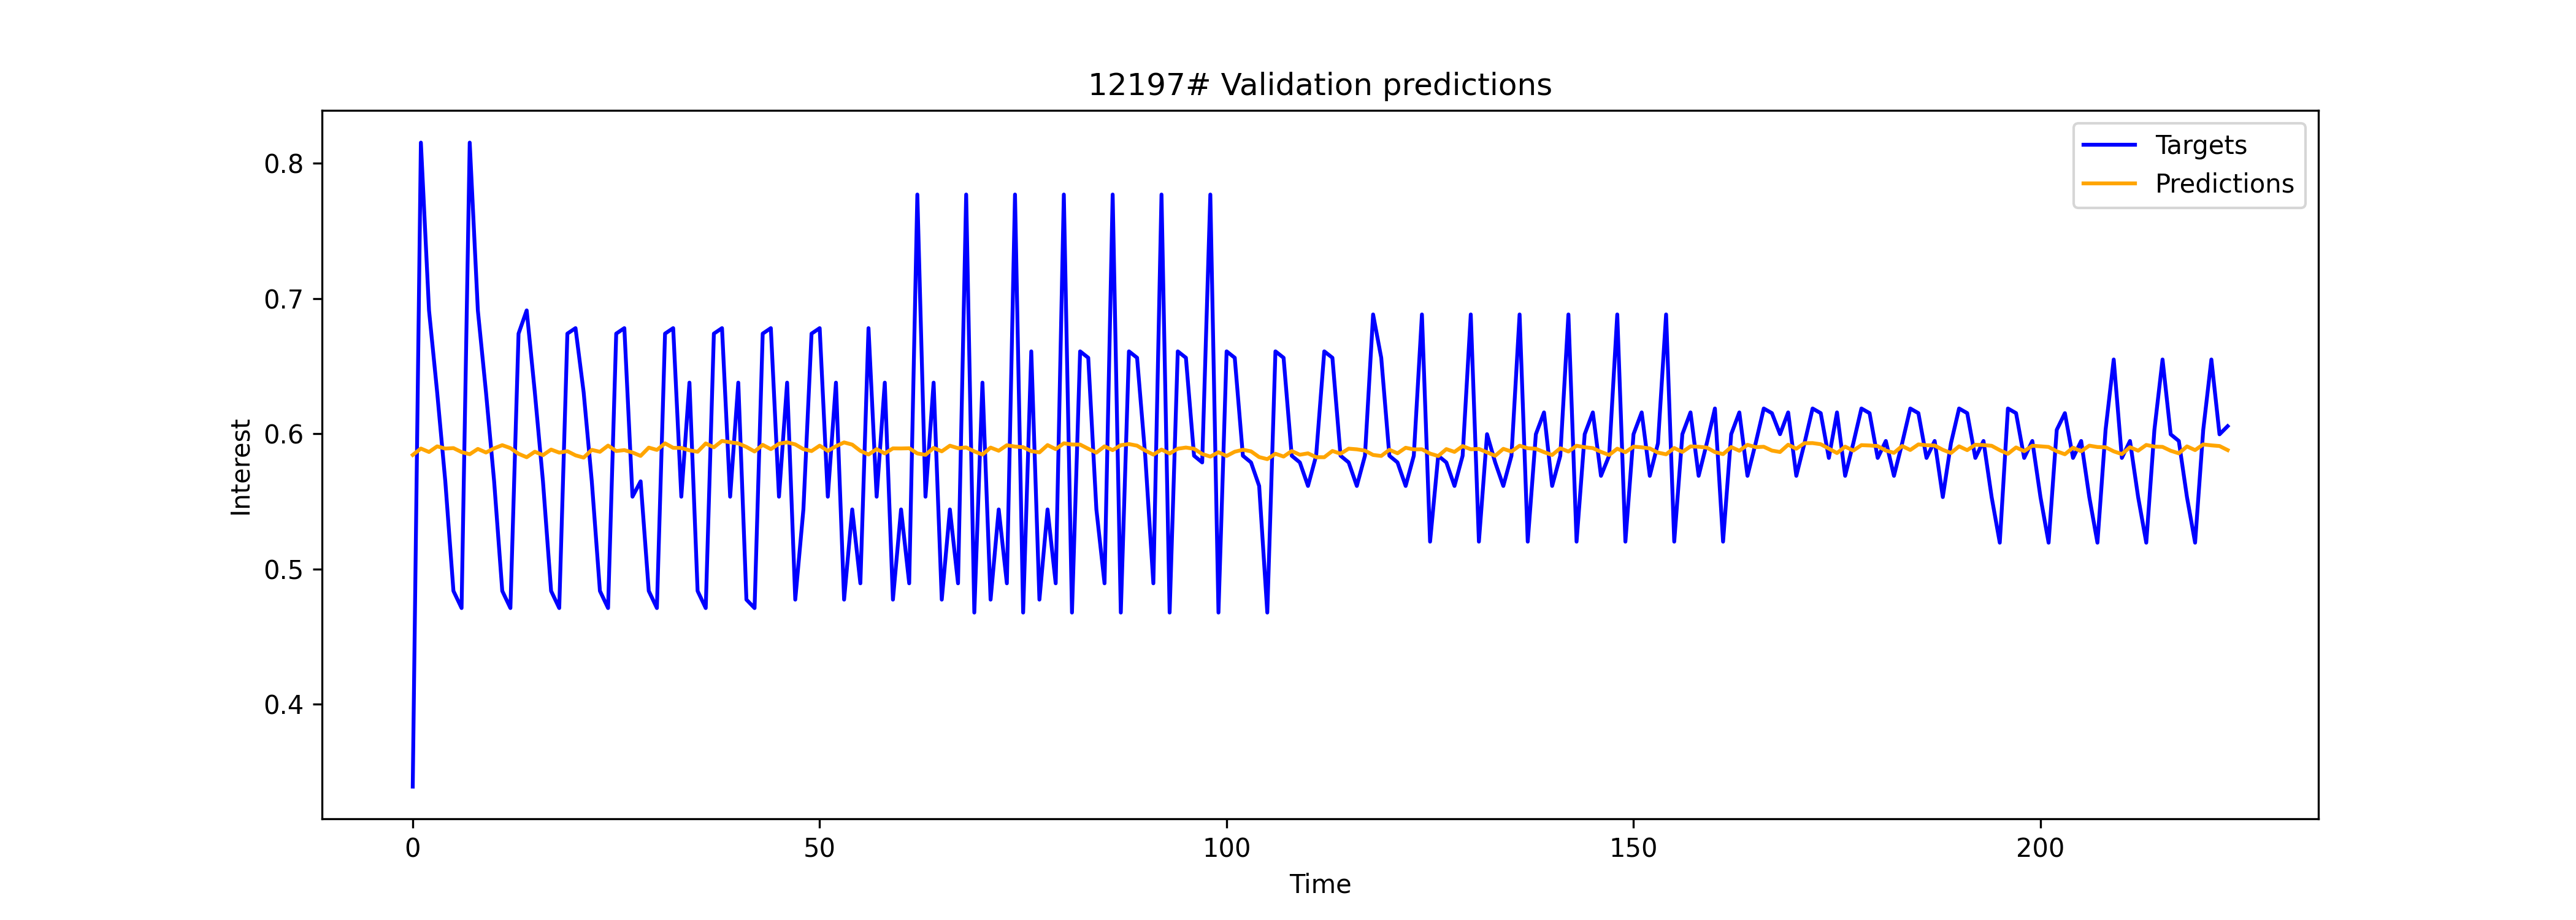 12197# Validation predictions
Targets
Predictions
0.8
0.7
0.6
0.5
0.4
Interest
0 50 100 150 200
Time